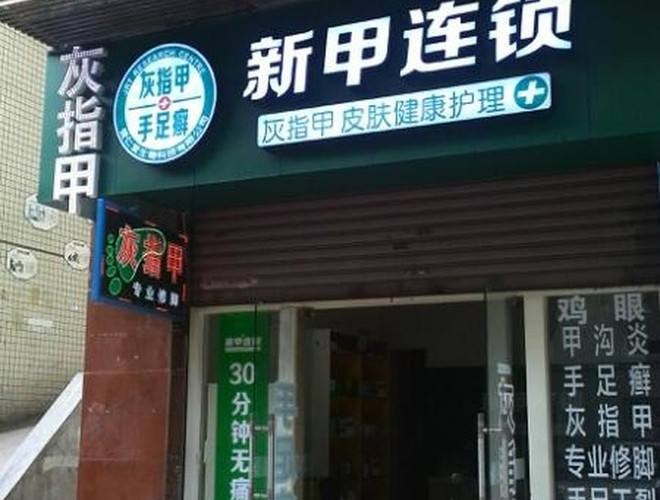 灰指甲
灰指甲
手足癣
新甲连锁
灰指甲 皮肤健康护理
灰指甲
专业修脚
30
分钟无痛
鸡眼
甲沟炎
手足癣
灰指甲
专业修脚